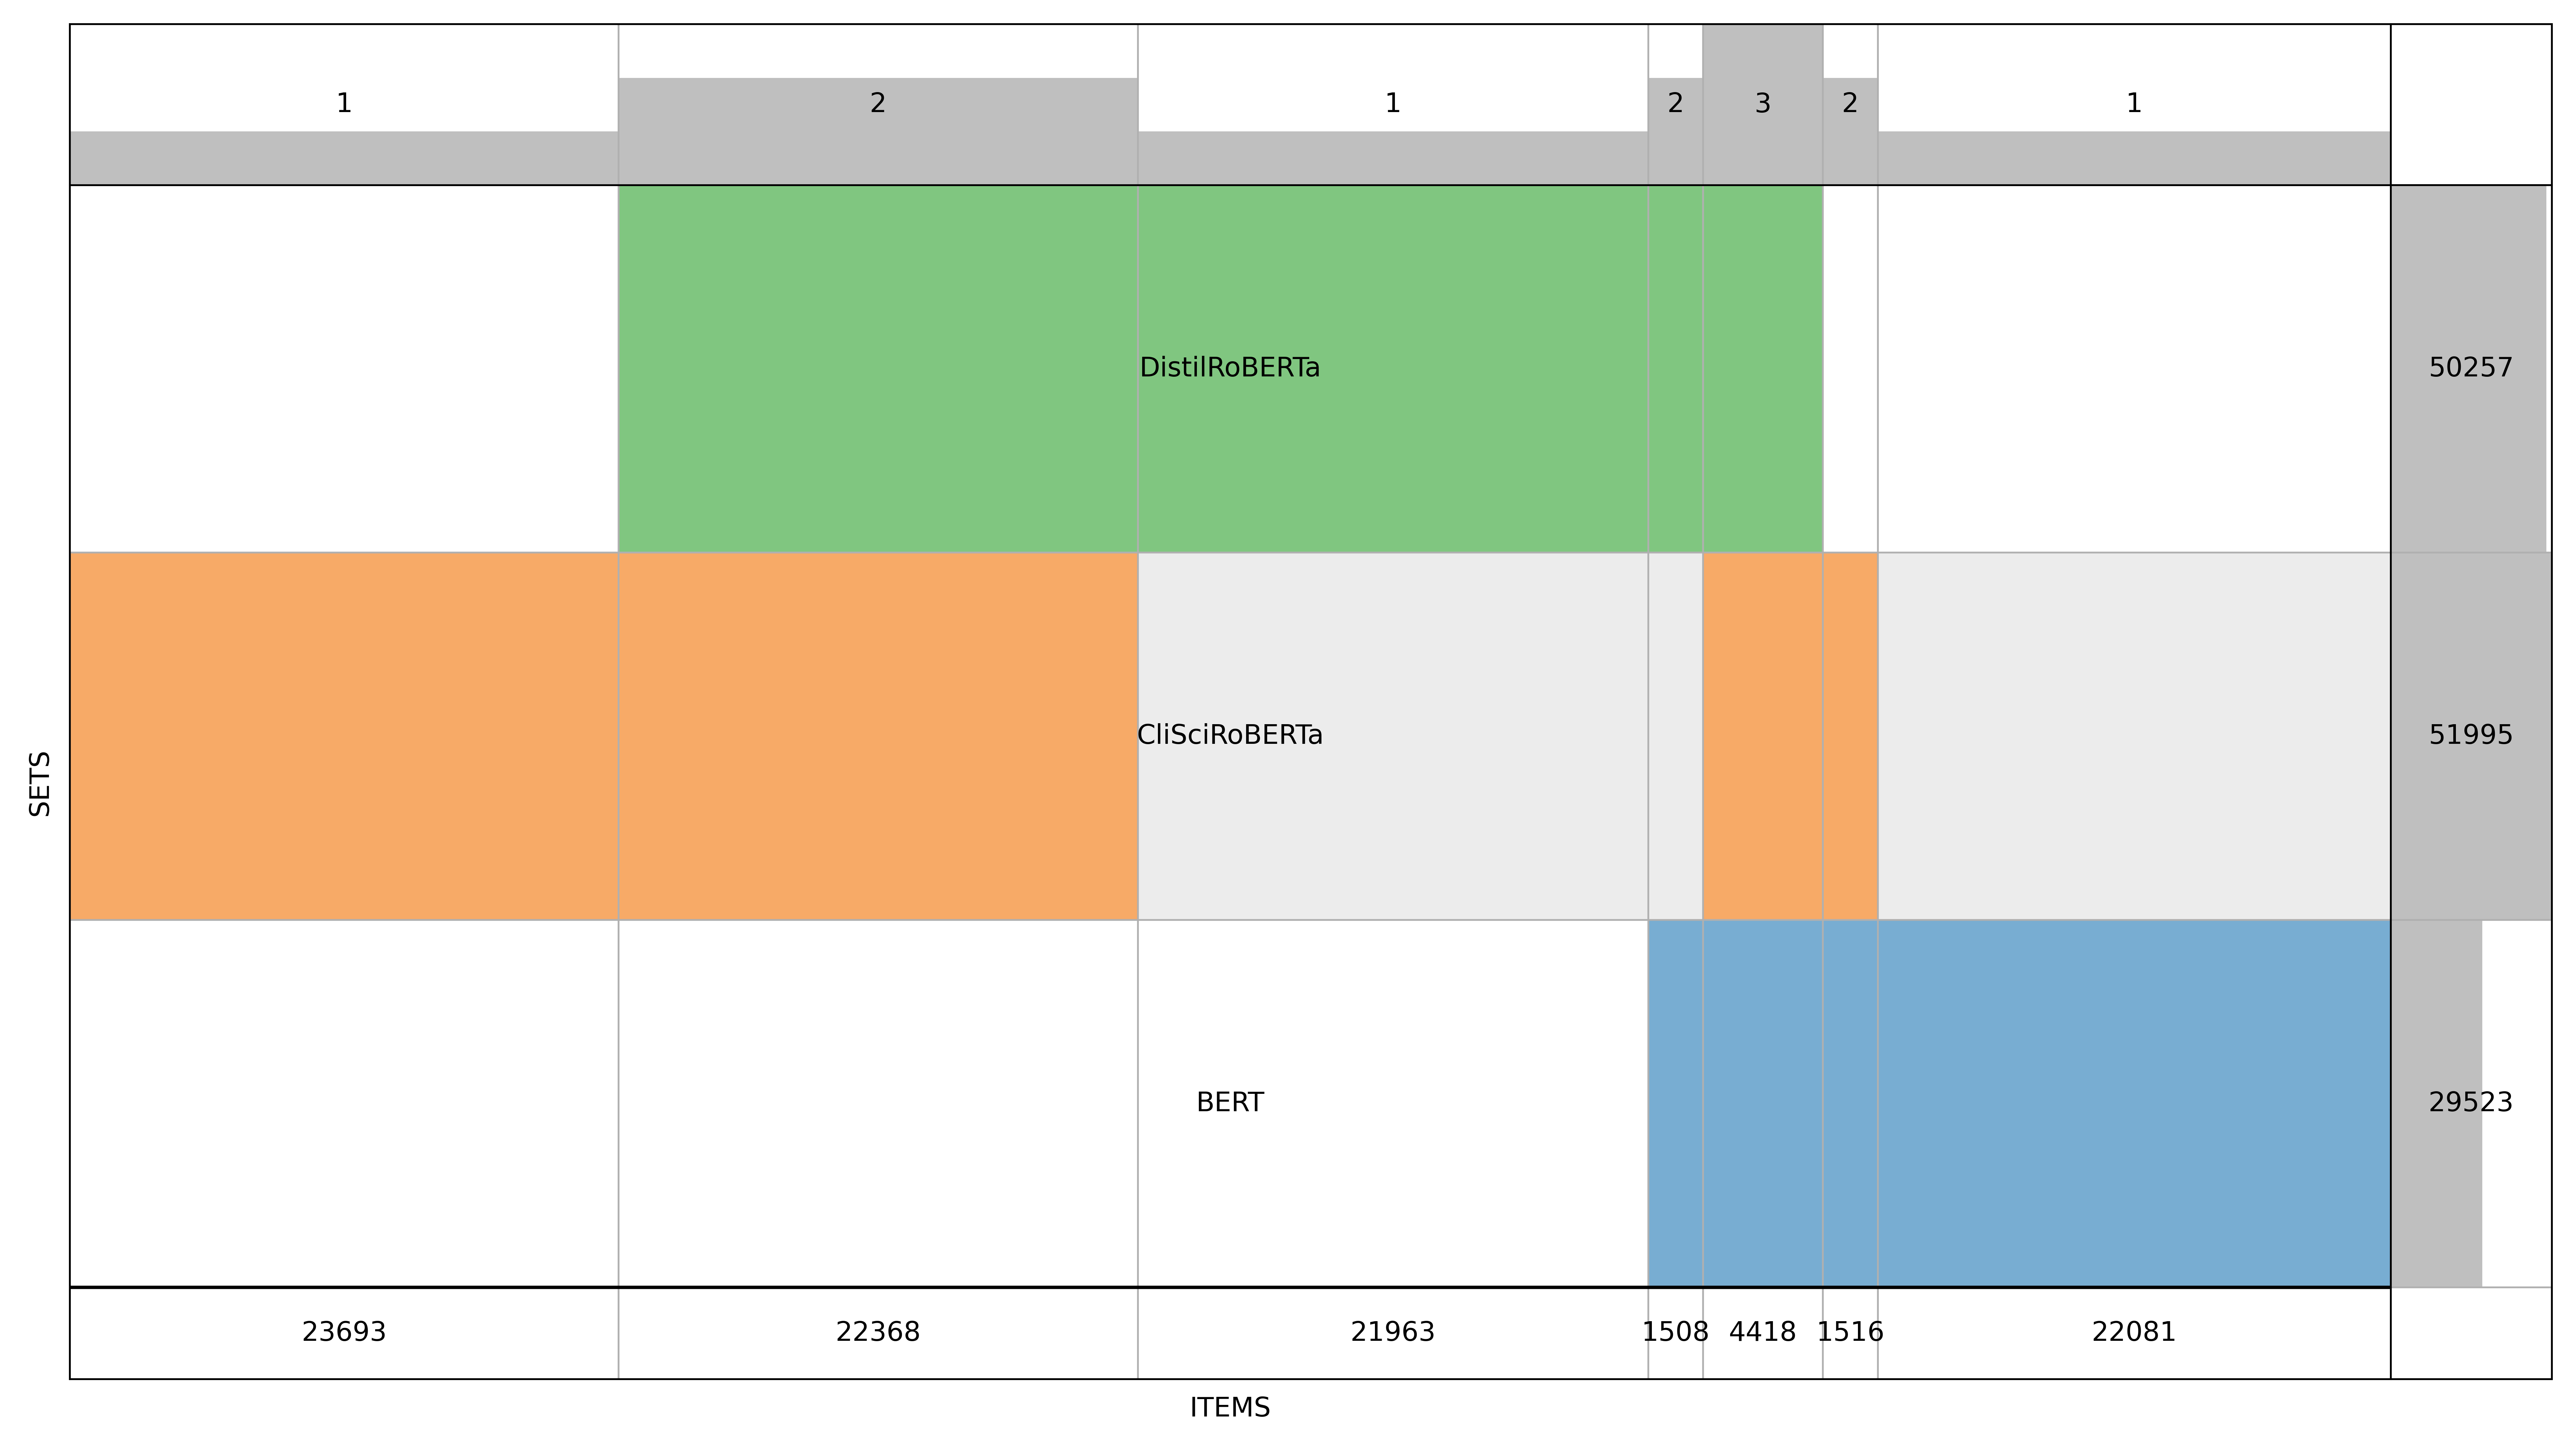 1 2 1 2 3 2 1
DistilRoBERTa 50257
CliSciRoBERTa 51995
SETS
BERT 29523
23693 22368 21963 1508 4418 1516 22081
ITEMS